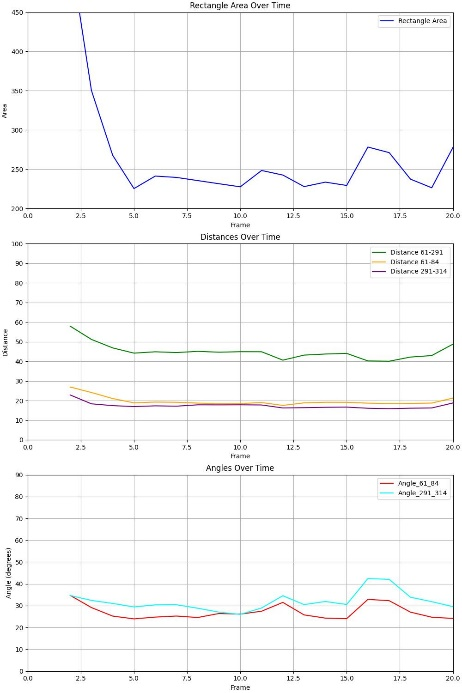 Rectangle Area Over Time
450
400
350
300
250
200
Area
Rectangle Area
0.0 2.5 5.0 7.5 10.0 12.5 15.0 17.5 20.0
Frame
Distances Over Time
100
90
80
70
60
50
40
30
20
10
0
Distance
Distance 61-291
Distance 61-84
Distance 291-314
0.0 2.5 5.0 7.5 10.0 12.5 15.0 17.5 20.0
Frame
Angles Over Time
90
80
70
60
50
40
30
20
10
0
Angle (degrees)
Angle_61_84
Angle_291_314
0.0 2.5 5.0 7.5 10.0 12.5 15.0 17.5 20.0
Frame